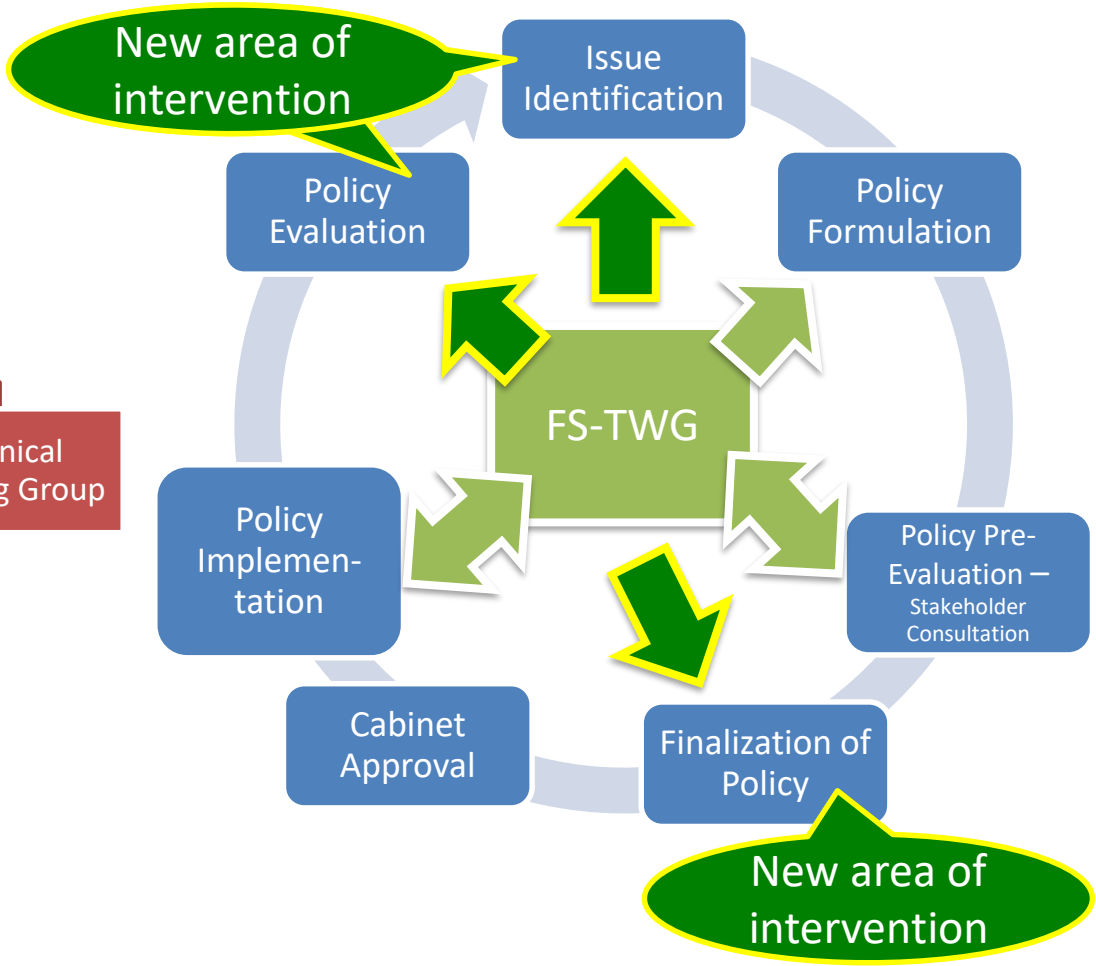 New area of
intervention
Issue
Identification
Policy
Evaluation
Policy
Formulation
FS-TWG
nical
g Group
Policy
Implemen-
tation
Policy Pre-
Evaluation –
Stakeholder
Consultation
Cabinet
Approval
Finalization of
Policy
New area of
intervention